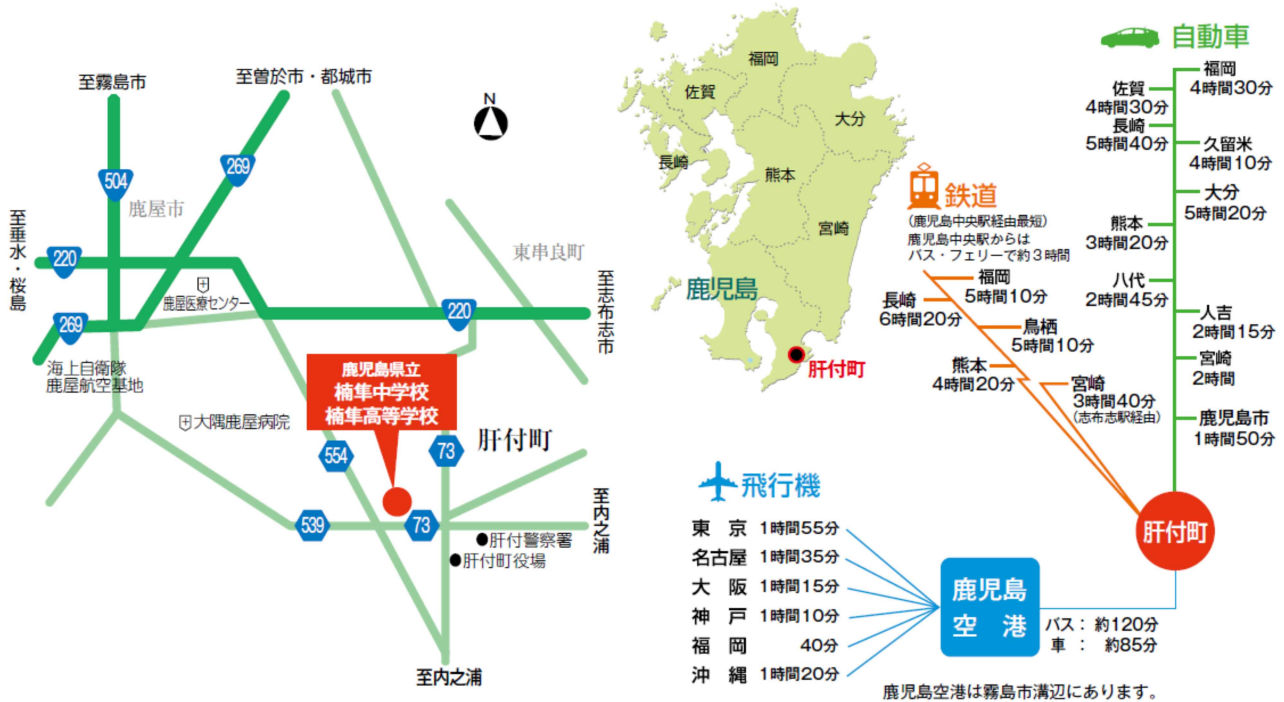 至霧島市
至曽於市・都城市
N
504
269
鹿屋市
至垂水・桜島
220
東串良町
鹿屋医療センター
至志布志市
269
220
海上自衛隊
鹿屋航空基地
鹿児島県立
楠隼中学校
楠隼高等学校
大隅鹿屋病院
肝付町
554
73
539
73
至内之浦
肝付警察署
肝付町役場
至内之浦
福岡
佐賀
大分
長崎
熊本
宮崎
鹿児島
肝付町
自動車
福岡
4時間30分
佐賀
4時間30分
長崎
5時間40分
久留米
4時間10分
大分
5時間20分
熊本
3時間20分
八代
2時間45分
人吉
2時間15分
宮崎
2時間
鹿児島市
1時間50分
鉄道
(鹿児島中央駅経由最短)
鹿児島中央駅からは
バス・フェリーで約3時間
福岡
5時間10分
長崎
6時間20分
鳥栖
5時間10分
熊本
4時間20分
宮崎
3時間40分
(志布志駅経由)
肝付町
飛行機
東 京 1時間55分
名古屋 1時間35分
大 阪 1時間15分
神 戸 1時間10分
福 岡 40分
沖 縄 1時間20分
鹿児島
空 港
バス：約120分
車 ： 約85分
鹿児島空港は霧島市溝辺にあります。